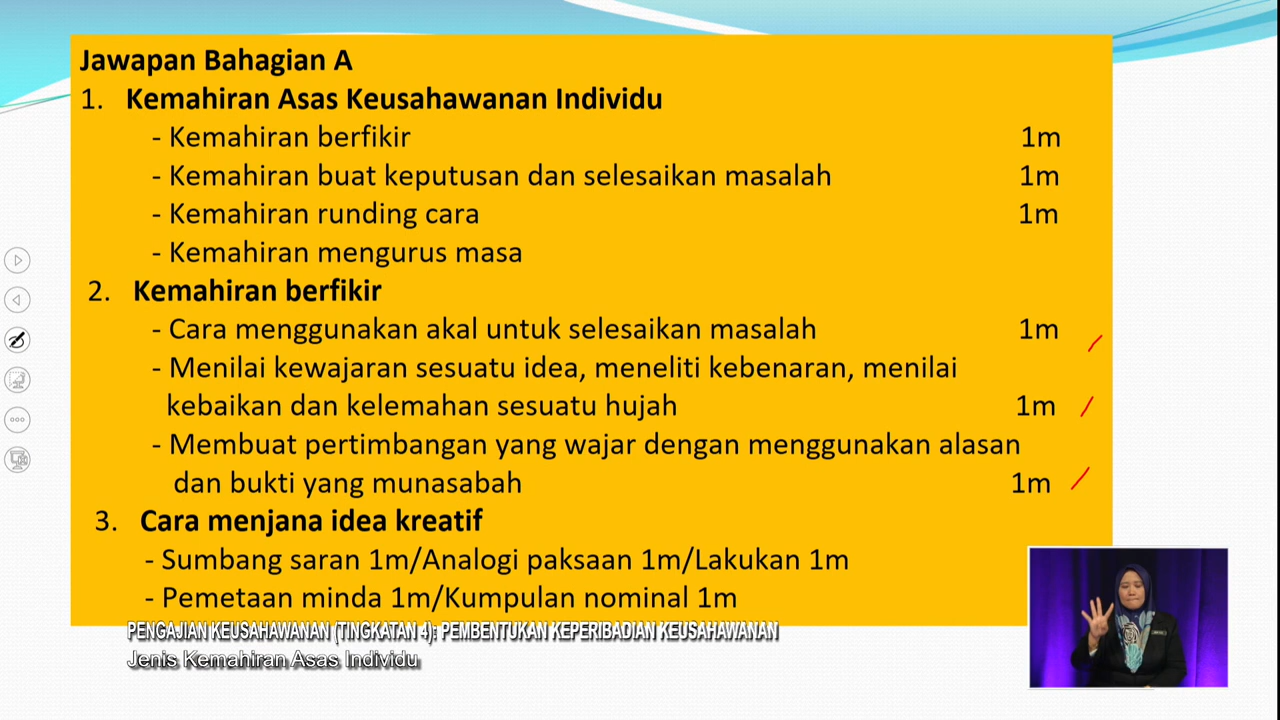 Jawapan Bahagian A
1. Kemahiran Asas Keusahawanan Individu
- Kemahiran berfikir 1m
- Kemahiran buat keputusan dan selesaikan masalah 1m
- Kemahiran runding cara 1m
- Kemahiran mengurus masa
2. Kemahiran berfikir
- Cara menggunakan akal untuk selesaikan masalah 1m
- Menilai kewajaran sesuatu idea, meneliti kebenaran, menilai
kebaikan dan kelemahan sesuatu hujah 1m
- Membuat pertimbangan yang wajar dengan menggunakan alasan
dan bukti yang munasabah 1m
3. Cara menjana idea kreatif
- Sumbang saran 1m/Analogi paksaan 1m/Lakukan 1m
- Pemetaan minda 1m/Kumpulan nominal 1m
PENGAJIAN KEUSAHAWANAN (TINGKATAN 4): PEMBENTUKAN KEPERIBADIAN KEUSAHAWANAN
Jenis Kemahiran Asas Individu